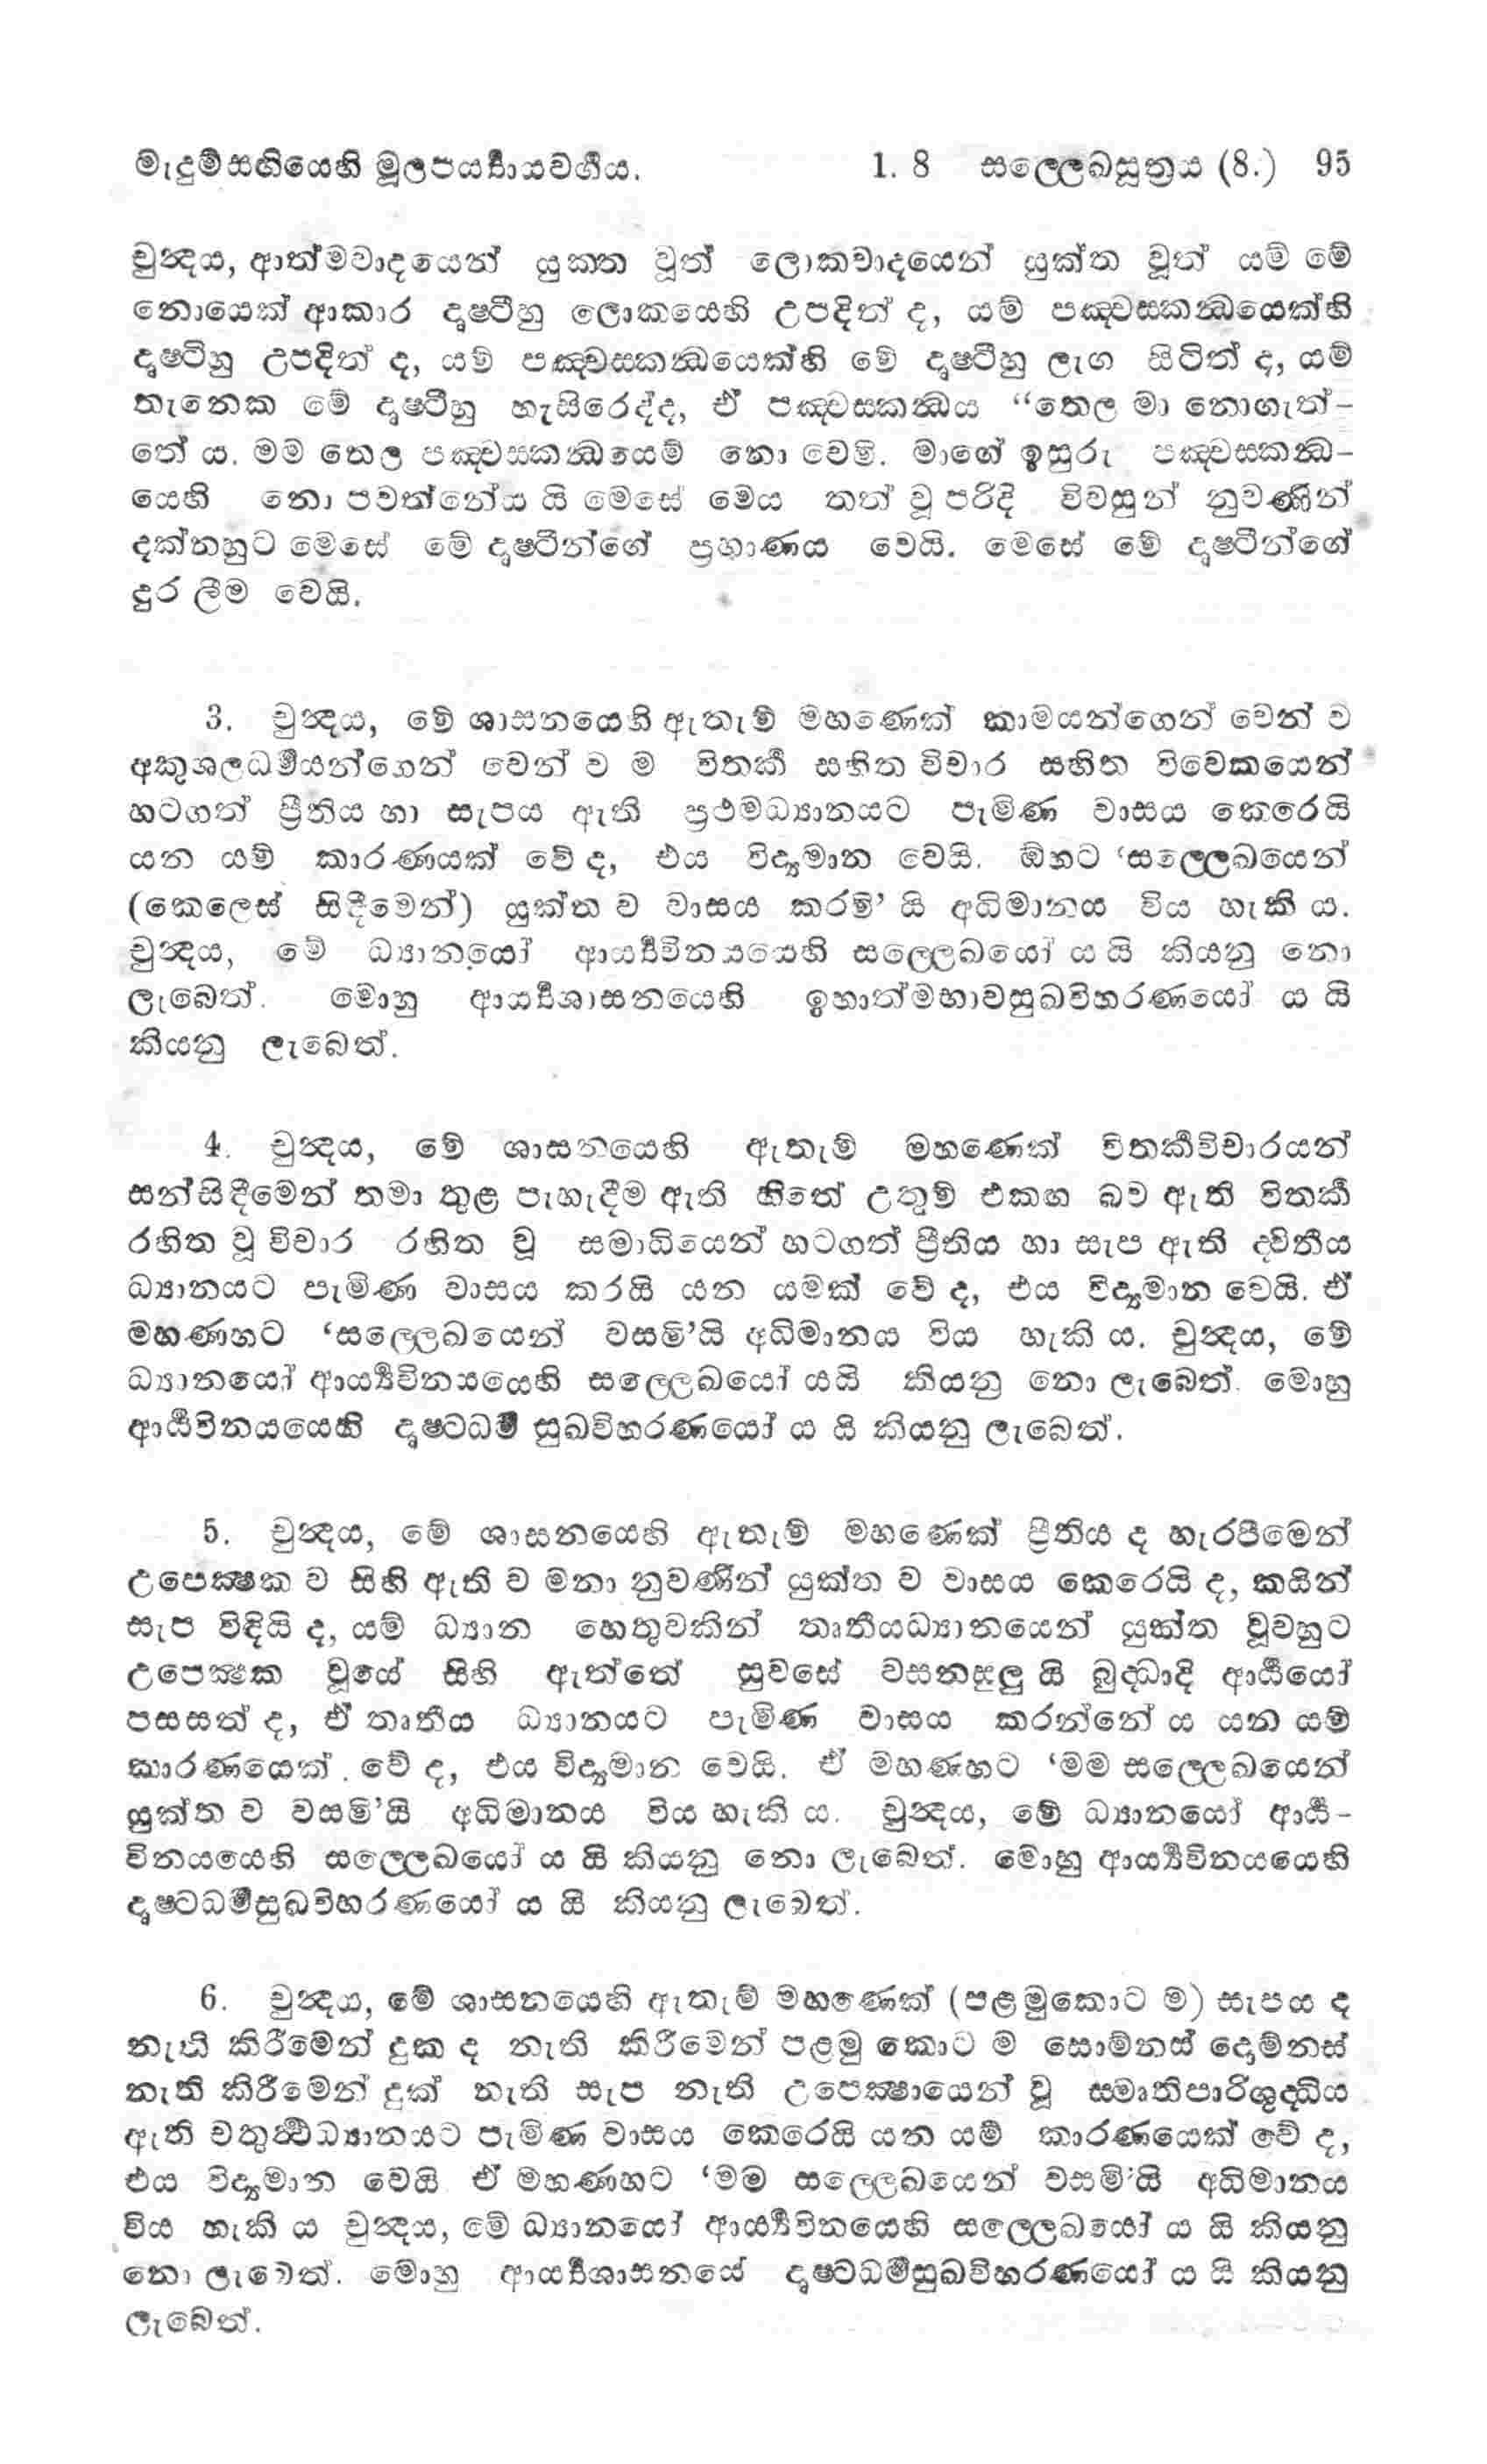 මැදුම්සඟියෙහි මූලපර්‍ය්‍යායවර්‍ගය. 1. 8 සල්ලෙඛසූත්‍රය (8.) 95
චුන්‍දය, ආත්මවාදයෙන් යුක්ත වූත් ලොකවාදයෙන් යුක්ත වූත් යම් මේ
නොයෙක් ආකාර දෘෂ්ටීහු ලොකයෙහි උපදිත් ද, යම් පඤ්චස්කන්‍ධයෙක්හි
දෘෂ්ටීහු උපදිත් ද, යම් පඤ්චස්කන්‍ධයෙක්හි මේ දෘෂ්ටීහු ලැග සිටිත් ද, යම්
තැනෙක මේ දෘෂ්ටීහු හැසිරෙද්ද, ඒ පඤ්චස්කන්‍ධය “තෙල මා නොගැත්-
තේ ය. මම තෙල පඤ්චස්කන්‍ධයෙම් නො වෙමි. මාගේ ඉසුරු පඤ්චස්කන්‍ධ-
යෙහි නො පවත්නේය යි මෙසේ මෙය තත් වූ පරිදි විවසුන් නුවණින්
දක්නහුට මෙසේ මේ දෘෂ්ටීන්ගේ ප්‍රහාණය වෙයි. මෙසේ මේ දෘෂ්ටීන්ගේ
දුර ලීම වෙයි.
3. චුන්‍දය, මේ ශාසනයෙහි ඇතැම් මහණෙක් කාමයන්ගෙන් වෙන් ව
අකුශලධර්‍මයන්ගෙන් වෙන් ව ම විතර්‍ක සහිත විචාර සහිත විවෙකයෙන්
හටගත් ප්‍රීතිය හා සැපය ඇති ප්‍රථමධ්‍යානයට පැමිණ වාසය කෙරෙයි
යන යම් කාරණයක් වේ ද, එය විද්‍යමාන වෙයි. ඕහට ‘සල්ලෙඛයෙන්
(කෙලෙස් සිදීමෙන්) යුක්ත ව වාසය කරමි’ යි අධිමානය විය හැකි ය.
චුන්‍දය, මේ ධ්‍යානයෝ ආර්‍ය්‍යවිනයයෙහි සල්ලෙඛයෝ ය යි කියනු නො
ලැබෙත්. මොහු ආර්‍ය්‍යශාසනයෙහි ඉහාත්මභාවසුඛවිහරණයෝ ය යි
කියනු ලැබෙත්.
4. චුන්‍දය, මේ ශාසනයෙහි ඇතැම් මහණෙක් විතර්‍කවිචාරයන්
සන්සිඳීමෙන් තමා තුළ පැහැදීම ඇති හිතේ උතුම් එකඟ බව ඇති විතර්‍ක
රහිත වූ විචාර රහිත වූ සමාධියෙන් හටගත් ප්‍රීතිය හා සැප ඇති ද්විතීය
ධ්‍යානයට පැමිණ වාසය කරයි යන යමක් වේ ද, එය විද්‍යමාන වෙයි. ඒ
මහණහට ‘සල්ලෙඛයෙන් වසමි’යි අධිමානය විය හැකි ය. චුන්‍දය, මේ
ධ්‍යානයෝ ආර්‍ය්‍යවිනයයෙහි සල්ලෙඛයෝ යයි කියනු නො ලැබෙත්. මොහු
ආර්‍යවිනයයෙහි දෘෂ්ටධර්‍ම සුඛවිහරණයෝ ය යි කියනු ලැබෙත්.
5. චුන්‍දය, මේ ශාසනයෙහි ඇතැම් මහණෙක් ප්‍රීතිය ද හැරපීමෙන්
උපෙක්‍ෂක ව සිහි ඇති ව මනා නුවණින් යුක්ත ව වාසය කෙරෙයි ද, කයින්
සැප විඳියි ද, යම් ධ්‍යාන හෙතුවකින් තෘතීයධ්‍යානයෙන් යුක්ත වූවහුට
උපෙක්‍ෂක වූයේ සිහි ඇත්තේ සුවසේ වසනසුලු යි බුද්ධාදි ආර්‍යයෝ
පසසත් ද, ඒ තෘතීය ධ්‍යානයට පැමිණ වාසය කරන්නේ ය යන යම්
කාරණයෙක් වේ ද, එය විද්‍යමාන වෙයි. ඒ මහණහට ‘මම සල්ලෙඛයෙන්
යුක්ත ව වසමි’යි අධිමානය විය හැකි ය. චුන්‍දය, මේ ධ්‍යානයෝ ආර්‍ය-
විනයයෙහි සල්ලෙඛයෝ ය යි කියනු නො ලැබෙත්. මොහු ආර්‍ය්‍යවිනයයෙහි
දෘෂ්ටධර්‍මසුඛවිහරණයෝ ය යි කියනු ලැබෙත්.
6. චුන්‍දය, මේ ශාසනයෙහි ඇතැම් මහණෙක් (පළමුකොට ම) සැපය ද
නැති කිරීමෙන් දුක ද නැති කිරීමෙන් පළමු කොට ම සොම්නස් දොම්නස්
නැති කිරීමෙන් දුක් නැති සැප නැති උපෙක්‍ෂායෙන් වූ ස්මෘතිපාරිශුද්ධිය
ඇති චතුර්‍ත්‍ථධ්‍යානයට පැමිණ වාසය කෙරෙයි යන යම් කාරණයෙක් වේ ද,
එය විද්‍යමාන වෙයි ඒ මහණහට ‘මම සල්ලෙඛයෙන් වසමි’යි අධිමානය
විය හැකි ය චුන්‍දය, මේ ධ්‍යානයෝ ආර්‍ය්‍යවිනයෙහි සල්ලෙඛයෝ ය යි කියනු
නො ලැබෙත්. මොහු ආර්‍ය්‍යශාසනයේ දෘෂ්ටධර්‍මසුඛවිහරණයෝ ය යි කියනු
ලැබෙත්.